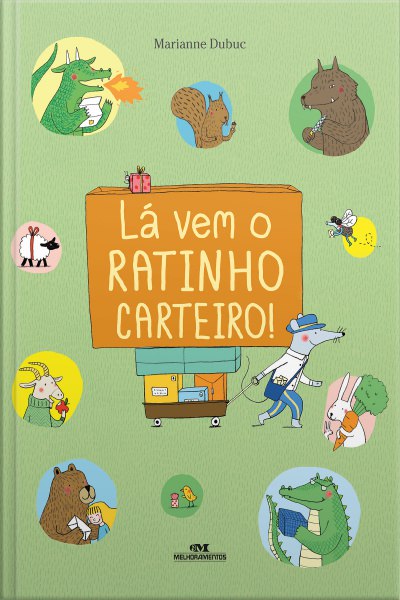 Marianne Dubuc
Lá vem o
RATINHO
CARTEIRO!
MELHORAMENTOS